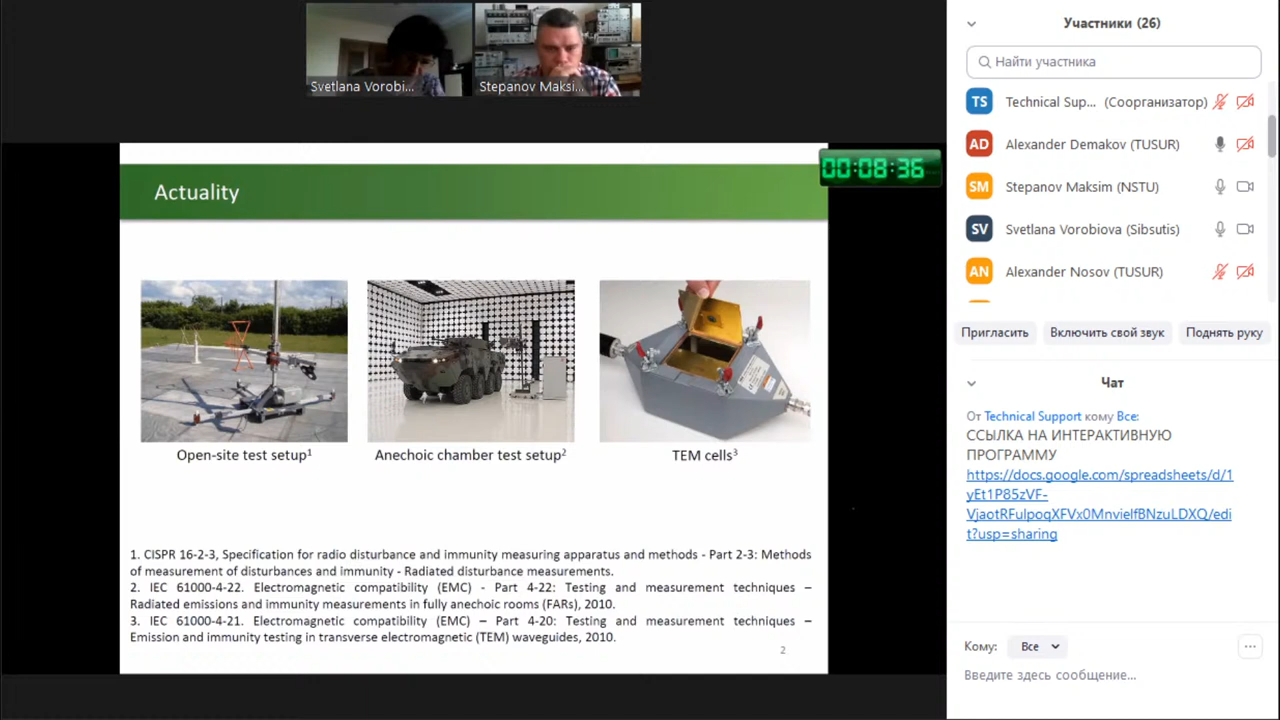 Svetlana Vorobi...
Stepanov Maksi...
00:08:36
Actuality
Open-site test setup1
Anechoic chamber test setup2
TEM cells3
1. CISPR 16-2-3, Specification for radio disturbance and immunity measuring apparatus and methods - Part 2-3: Methods
of measurement of disturbances and immunity - Radiated disturbance measurements.
2. IEC 61000-4-22. Electromagnetic compatibility (EMC) - Part 4-22: Testing and measurement techniques –
Radiated emissions and immunity measurements in fully anechoic rooms (FARs), 2010.
3. IEC 61000-4-21. Electromagnetic compatibility (EMC) – Part 4-20: Testing and measurement techniques –
Emission and immunity testing in transverse electromagnetic (TEM) waveguides, 2010.
2
Участники (26)
Найти участника
TS Technical Sup... (Соорганизатор)
AD Alexander Demakov (TUSUR)
SM Stepanov Maksim (NSTU)
SV Svetlana Vorobiova (Sibsutis)
AN Alexander Nosov (TUSUR)
Пригласить Включить свой звук Поднять руку
Чат
От Technical Support кому Все:
ССЫЛКА НА ИНТЕРАКТИВНУЮ
ПРОГРАММУ
https://docs.google.com/spreadsheets/d/1
yEt1P85zVF-
VjaotRFuIpoqXFVx0MnvieIfBNzuLDXQ/edi
t?usp=sharing
Кому: Все
Введите здесь сообщение...